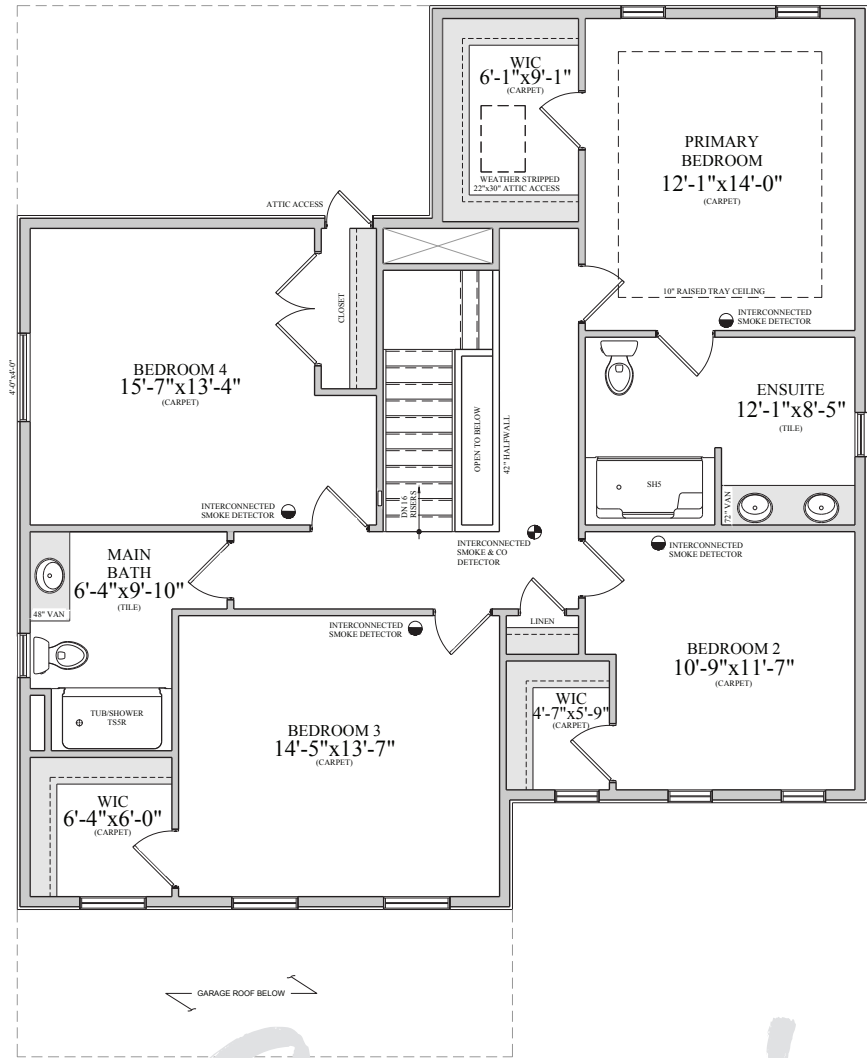 WIC
6'-1"x9'-1"
(CARPET)
WEATHER STRIPPED
22"x30" ATTIC ACCESS
PRIMARY
BEDROOM
12'-1"x14'-0"
(CARPET)
10" RAISED TRAY CEILING
INTERCONNECTED
SMOKE DETECTOR
ATTIC ACCESS
CLOSET
4'-0"x4'-0"
BEDROOM 4
15'-7"x13'-4"
(CARPET)
INTERCONNECTED
SMOKE DETECTOR
OPEN TO BELOW
42" HALFWALL
DN 16
RISERS
ENSUITE
12'-1"x8'-5"
(TILE)
SH5
72" VAN
INTERCONNECTED
SMOKE & CO
DETECTOR
INTERCONNECTED
SMOKE DETECTOR
MAIN
BATH
6'-4"x9'-10"
(TILE)
48" VAN
TUB/SHOWER
TS5R
INTERCONNECTED
SMOKE DETECTOR
LINEN
BEDROOM 2
10'-9"x11'-7"
(CARPET)
WIC
4'-7"x5'-9"
(CARPET)
BEDROOM 3
14'-5"x13'-7"
(CARPET)
WIC
6'-4"x6'-0"
(CARPET)
GARAGE ROOF BELOW